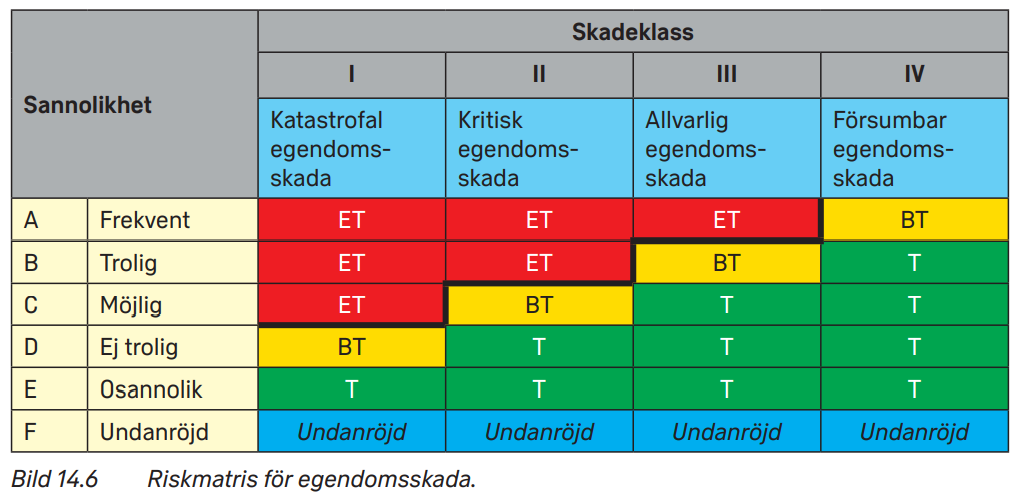 Skadeklass
Sannolikhet
I II III IV
Katastrofal egendoms-skada
Kritisk egendoms-skada
Allvarlig egendoms-skada
Försumbar egendoms-skada
A Frekvent ET ET ET BT
B Trolig ET ET BT T
C Möjlig ET BT T T
D Ej trolig BT T T T
E Osannolik T T T T
F Undanröjd Undanröjd Undanröjd Undanröjd Undanröjd
Bild 14.6 Riskmatris för egendomsskada.